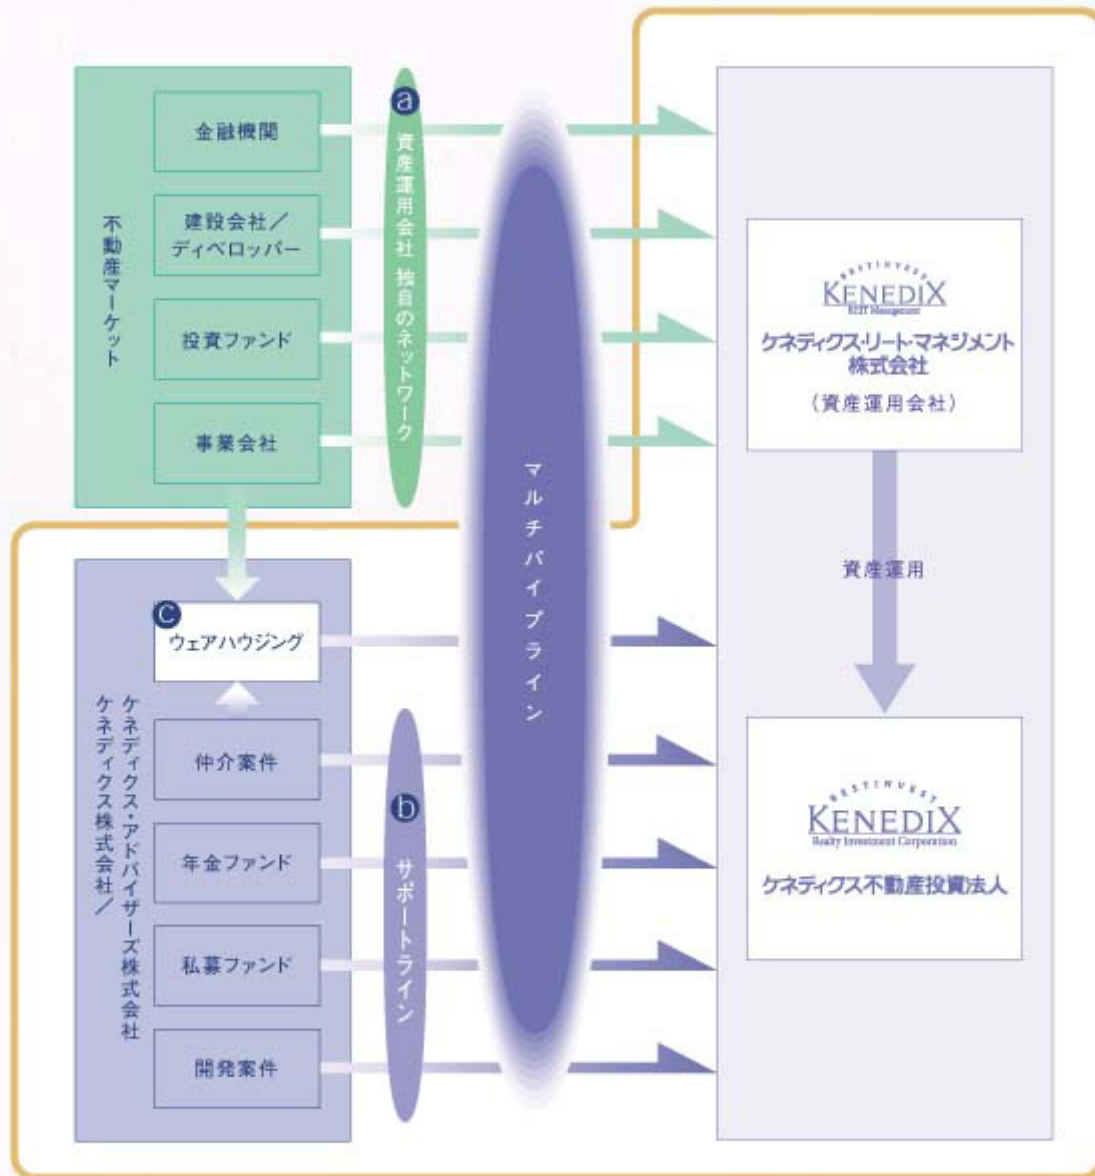 不動産マーケット
金融機関
建設会社／
ディベロッパー
投資ファンド
事業会社
a
資産運用会社 独自のネットワーク
マルチパイプライン
BESTINVEST
KENEDIX
REIT Management
ケネディクス・リート・マネジメント
株式会社
（資産運用会社）
資産運用
BESTINVEST
KENEDIX
Realty Investment Corporation
ケネディクス不動産投資法人
ケネディクス・アドバイザーズ株式会社
ケネディクス株式会社／
c
ウェアハウジング
仲介案件
年金ファンド
私募ファンド
開発案件
b
サポートライン